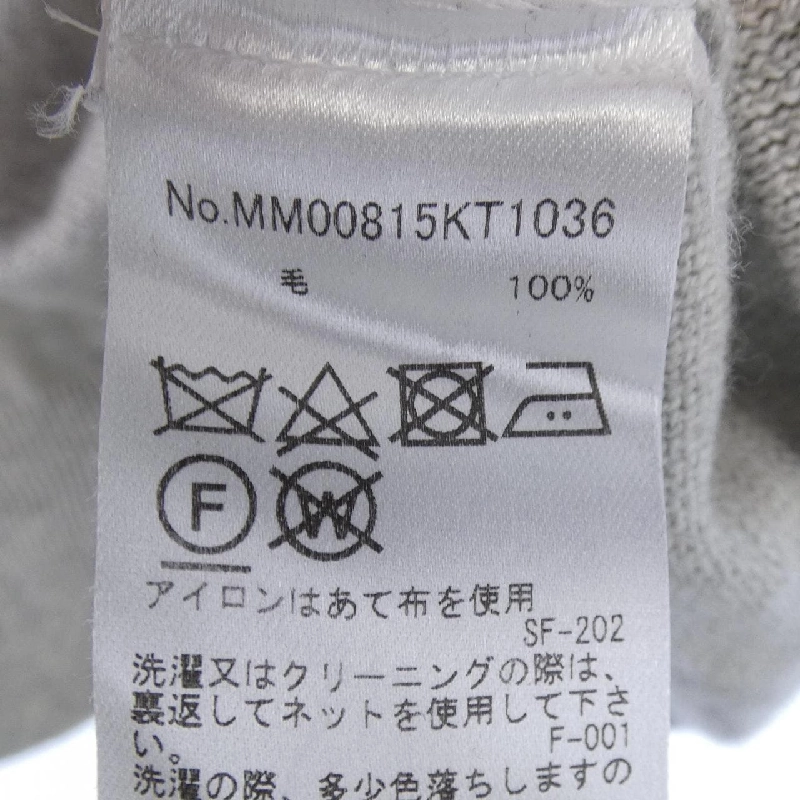 No.MM00815KT1036
毛 100%
F W
アイロンはあて布を使用
SF-202
洗濯又はクリーニングの際は、
裏返してネットを使用して下さ
い。 F-001
洗濯の際、多少色落ちしますの